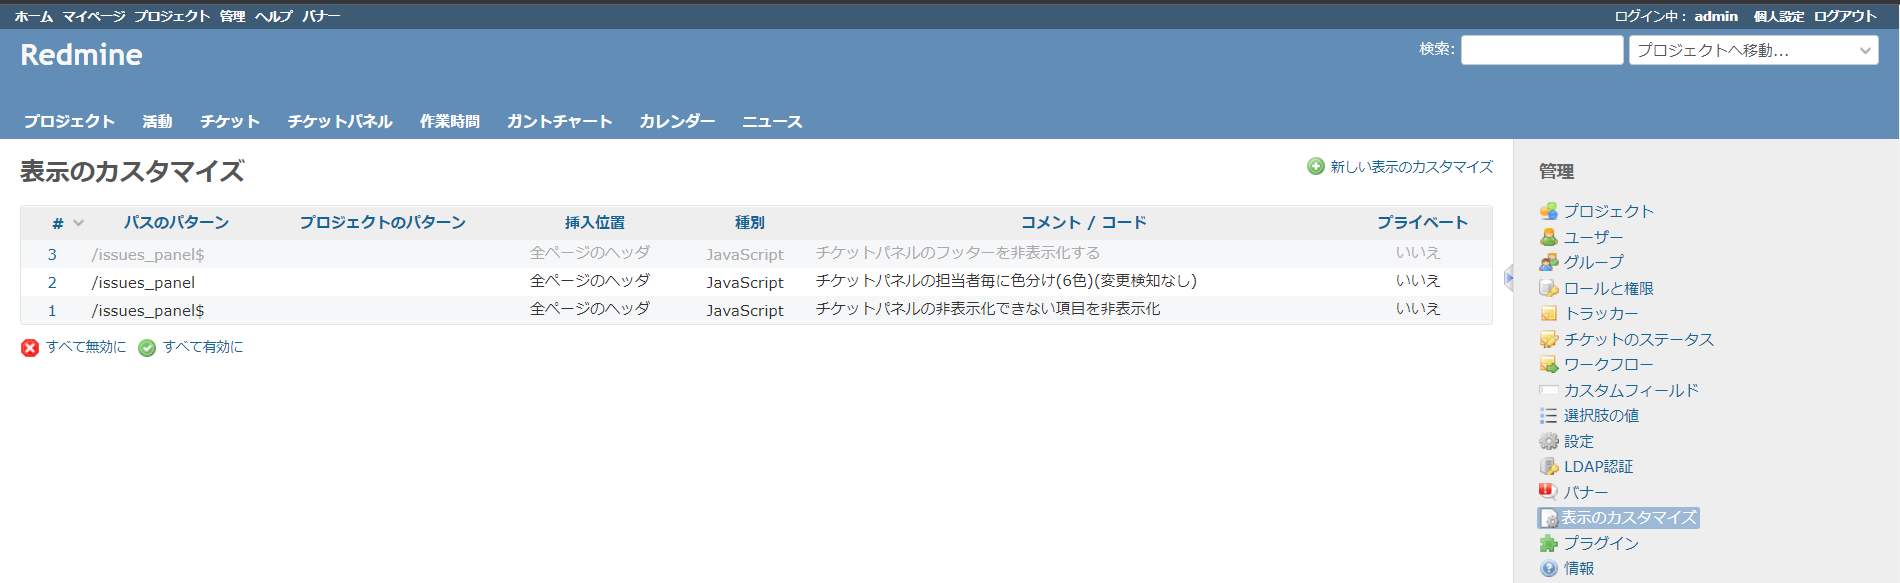 ホーム マイページ プロジェクト 管理 ヘルプ バナー
ログイン中： admin 個人設定 ログアウト
Redmine
検索:
プロジェクトへ移動...
プロジェクト 活動 チケット チケットパネル 作業時間 ガントチャート カレンダー ニュース
表示のカスタマイズ
新しい表示のカスタマイズ
# パスのパターン プロジェクトのパターン 挿入位置 種別 コメント / コード プライベート
3 /issues_panel$ 全ページのヘッダ JavaScript チケットパネルのフッターを非表示化する いいえ
2 /issues_panel 全ページのヘッダ JavaScript チケットパネルの担当者毎に色分け(6色)(変更検知なし) いいえ
1 /issues_panel$ 全ページのヘッダ JavaScript チケットパネルの非表示化できない項目を非表示化 いいえ
すべて無効に すべて有効に
管理
プロジェクト
ユーザー
グループ
ロールと権限
トラッカー
チケットのステータス
ワークフロー
カスタムフィールド
選択肢の値
設定
LDAP認証
バナー
表示のカスタマイズ
プラグイン
情報